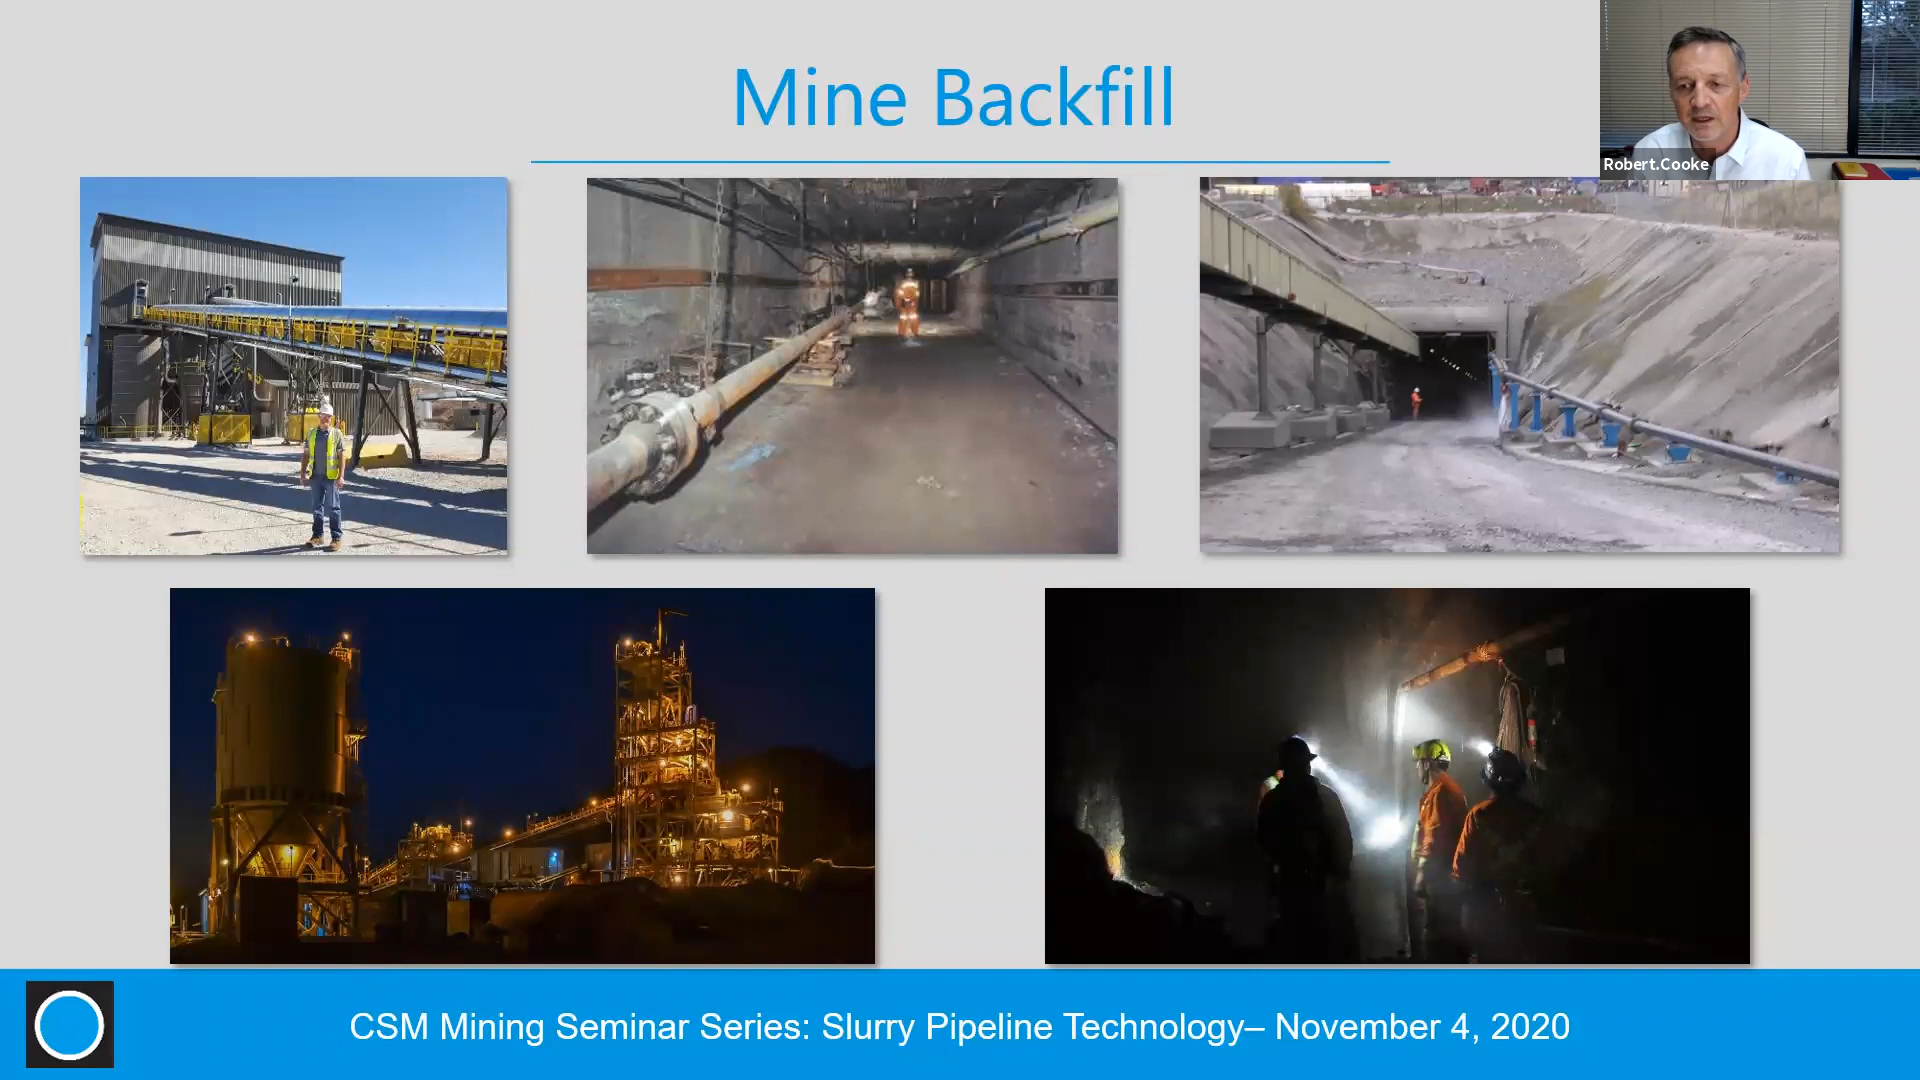 Mine Backfill
Robert.Cooke
CSM Mining Seminar Series: Slurry Pipeline Technology– November 4, 2020